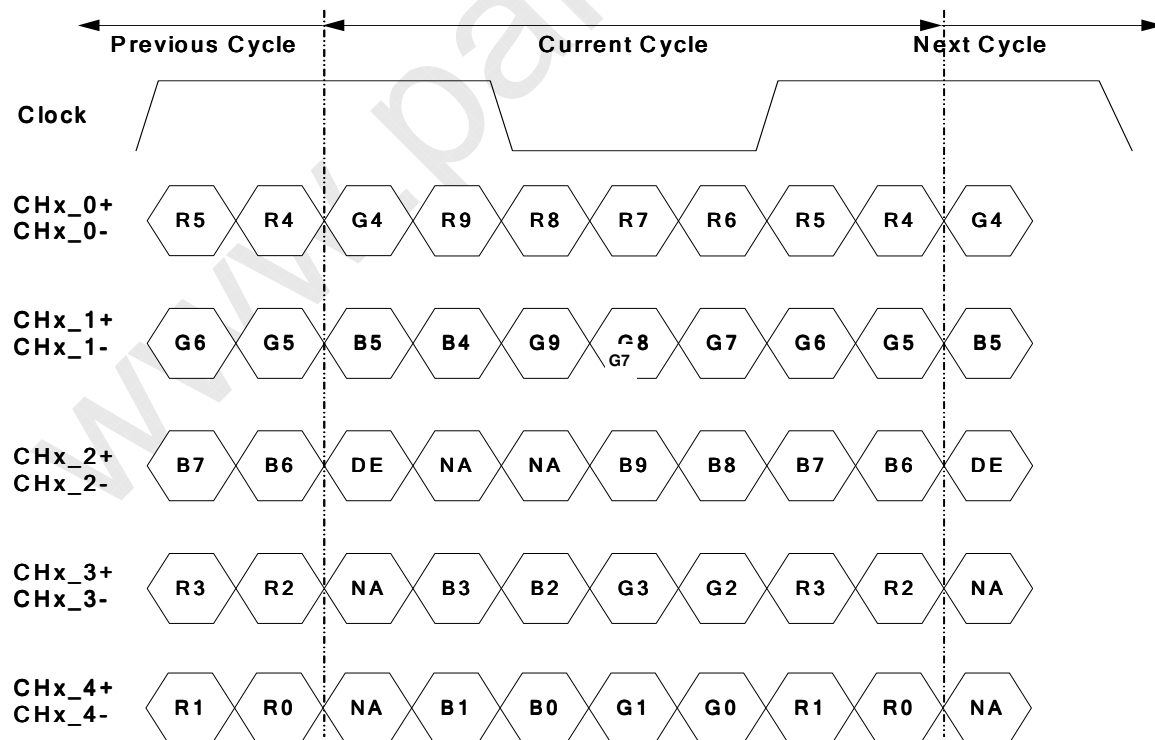 Previous Cycle Current Cycle Next Cycle
Clock
CHx_0+
CHx_0-
R5 R4 G4 R9 R8 R7 R6 R5 R4 G4
CHx_1+
CHx_1-
G6 G5 B5 B4 G9 G8 G7 G6 G5 B5
G7
CHx_2+
CHx_2-
B7 B6 DE NA NA B9 B8 B7 B6 DE
CHx_3+
CHx_3-
R3 R2 NA B3 B2 G3 G2 R3 R2 NA
CHx_4+
CHx_4-
R1 R0 NA B1 B0 G1 G0 R1 R0 NA
www.pa